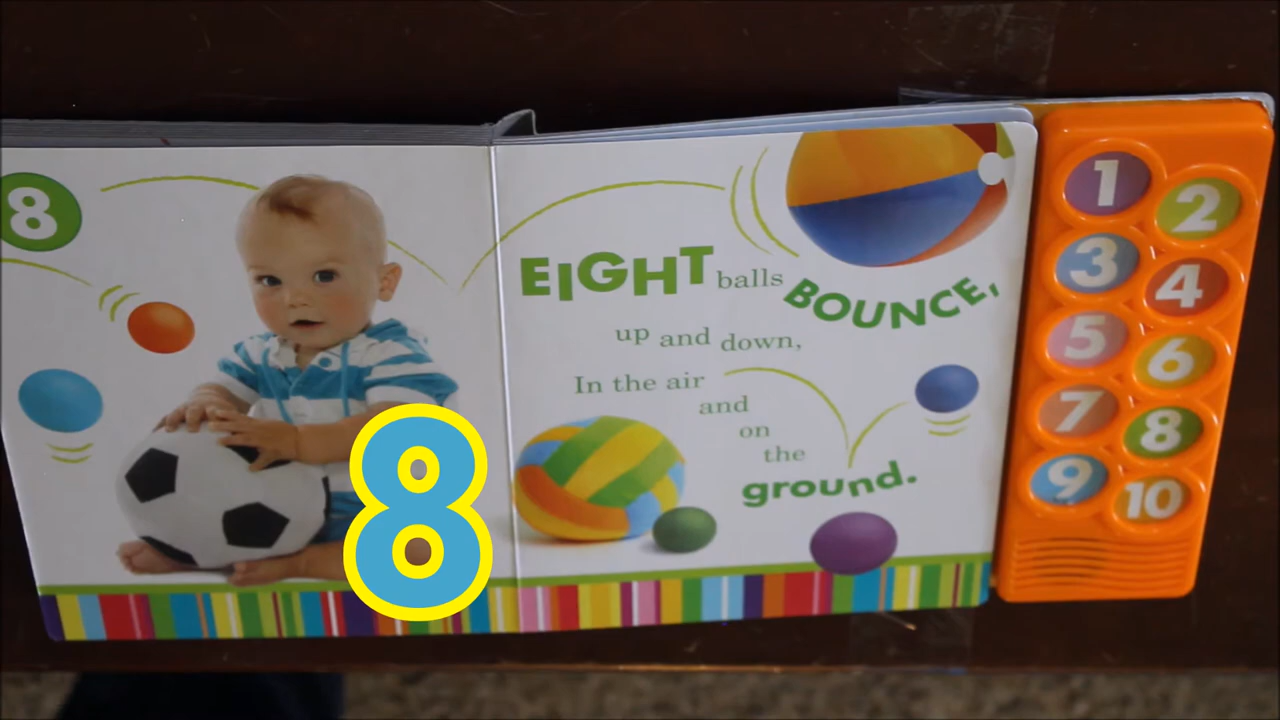 8
EIGHT balls BOUNCE,
up and down,
In the air
and
on
the
ground.
8
1
2
3
4
5
6
7
8
9
10